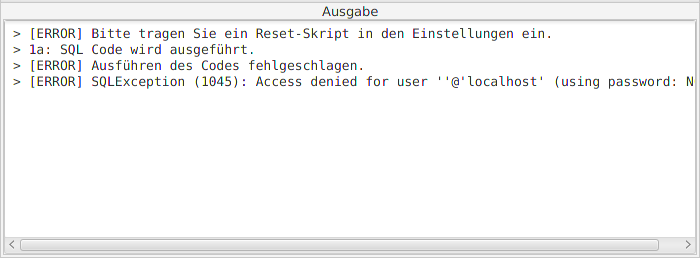 Ausgabe
> [ERROR] Bitte tragen Sie ein Reset-Skript in den Einstellungen ein.
> 1a: SQL Code wird ausgeführt.
> [ERROR] Ausführen des Codes fehlgeschlagen.
> [ERROR] SQLException (1045): Access denied for user ''@'localhost' (using password: N